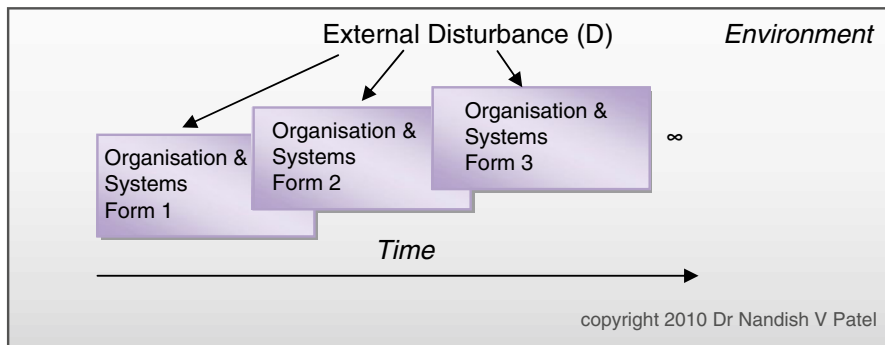 External Disturbance (D)
Environment
Organisation &
Systems
Form 1
Organisation &
Systems
Form 2
Organisation &
Systems
Form 3
∞
Time
copyright 2010 Dr Nandish V Patel